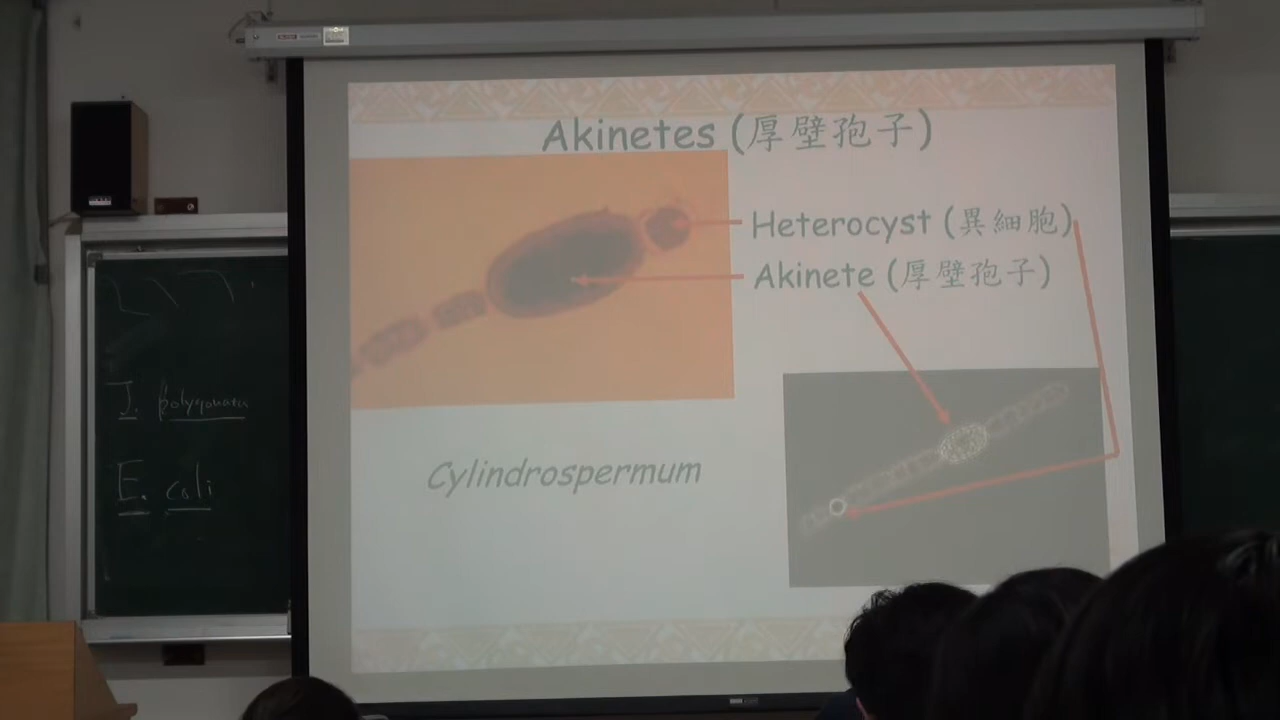 Akinetes (厚壁孢子)
Heterocyst (異細胞)
Akinete (厚壁孢子)
Cylindrospermum
J.
E. coli